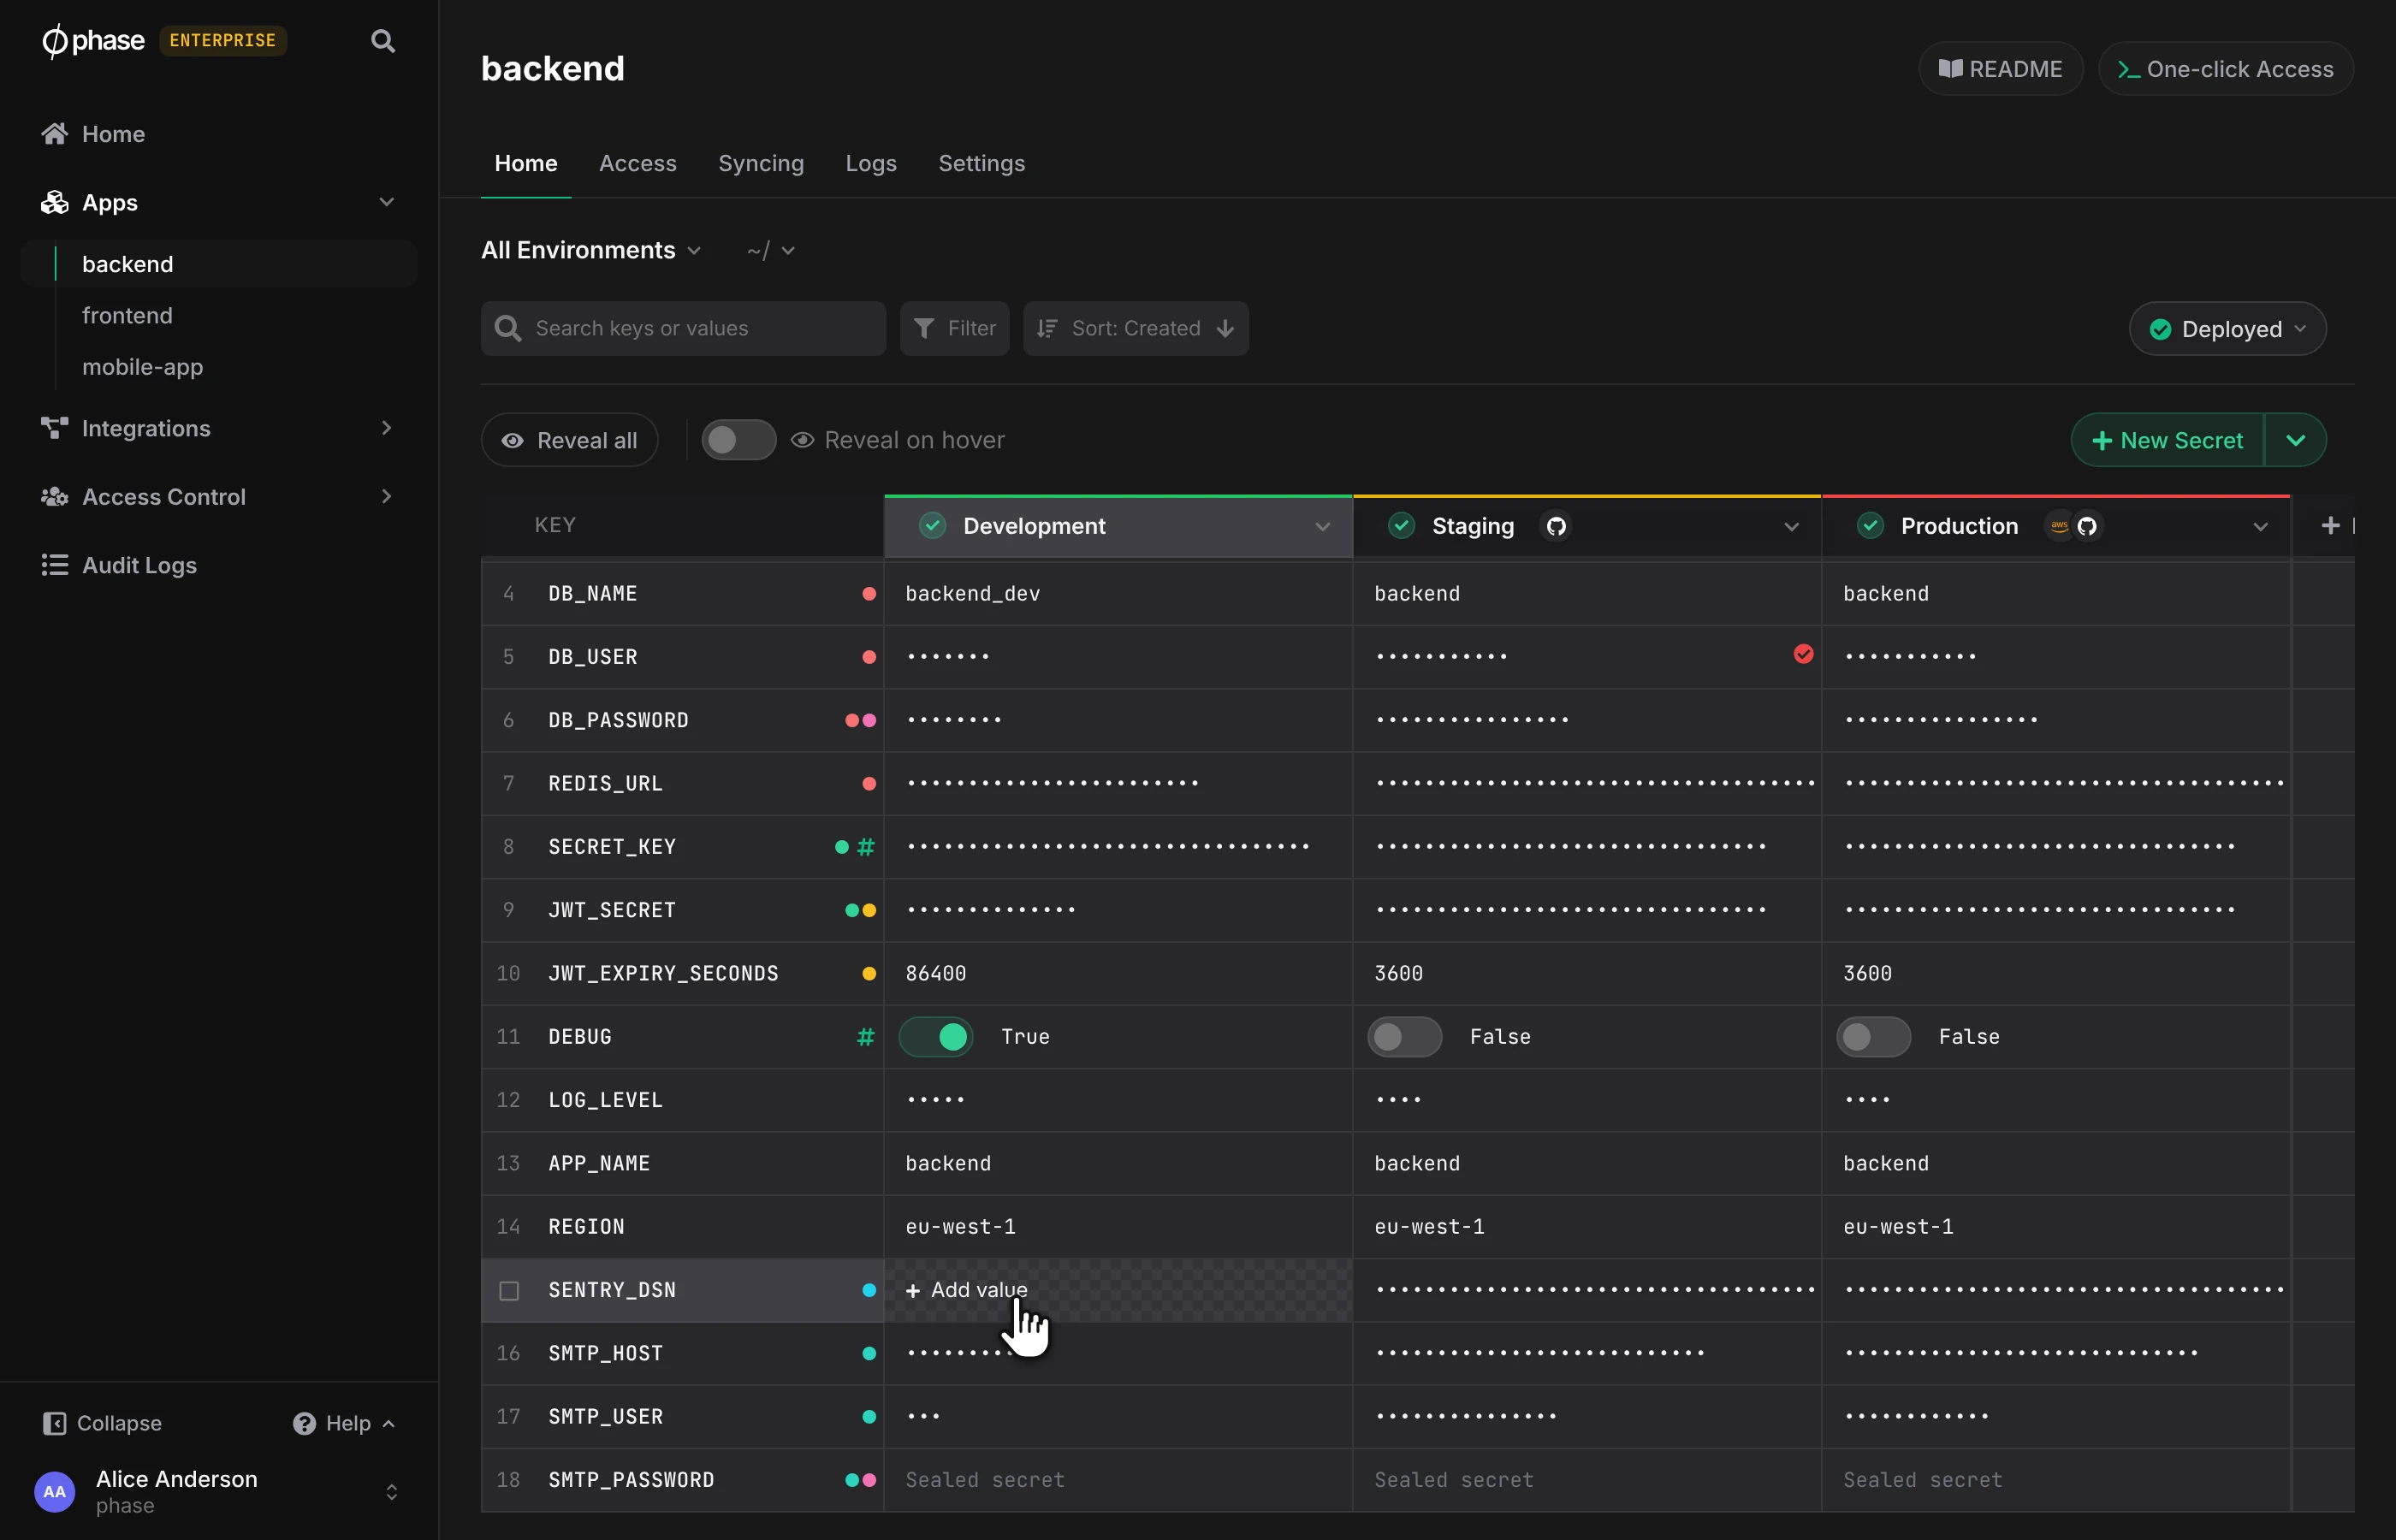 phase ENTERPRISE
Home
Apps
backend
frontend
mobile-app
Integrations
Access Control
Audit Logs
Collapse Help
AA Alice Anderson
phase
backend
README One-click Access
Home Access Syncing Logs Settings
All Environments ~/
Search keys or values Filter Sort: Created Deployed
Reveal all Reveal on hover + New Secret
KEY Development Staging Production aws +
4 DB_NAME backend_dev backend backend
5 DB_USER ••••••• ••••••••••• •••••••••••
6 DB_PASSWORD •••••••• •••••••••••••••• ••••••••••••••••
7 REDIS_URL •••••••••••••••••••••••• •••••••••••••••••••••••••••••••••••• ••••••••••••••••••••••••••••••••••••
8 SECRET_KEY # ••••••••••••••••••••••••••••••••• •••••••••••••••••••••••••••••••• ••••••••••••••••••••••••••••••••
9 JWT_SECRET •••••••••••••• •••••••••••••••••••••••••••••••• ••••••••••••••••••••••••••••••••
10 JWT_EXPIRY_SECONDS 86400 3600 3600
11 DEBUG # True False False
12 LOG_LEVEL ••••• •••• ••••
13 APP_NAME backend backend backend
14 REGION eu-west-1 eu-west-1 eu-west-1
SENTRY_DSN + Add value •••••••••••••••••••••••••••••••••••• ••••••••••••••••••••••••••••••••••••
16 SMTP_HOST ••••••••• ••••••••••••••••••••••••••• •••••••••••••••••••••••••••••
17 SMTP_USER ••• ••••••••••••••• ••••••••••••
18 SMTP_PASSWORD Sealed secret Sealed secret Sealed secret